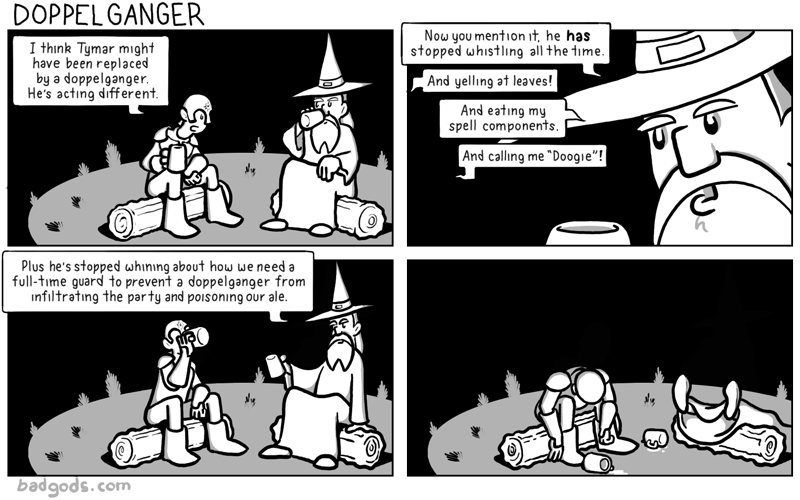 DOPPELGANGER
I think Tymar might
have been replaced
by a doppelganger.
He's acting different.
Now you mention it, he has
stopped whistling all the time.
And yelling at leaves!
And eating my
spell components.
And calling me "Doogie"!
Plus he's stopped whining about how we need a
full-time guard to prevent a doppelganger from
infiltrating the party and poisoning our ale.
badgods.com